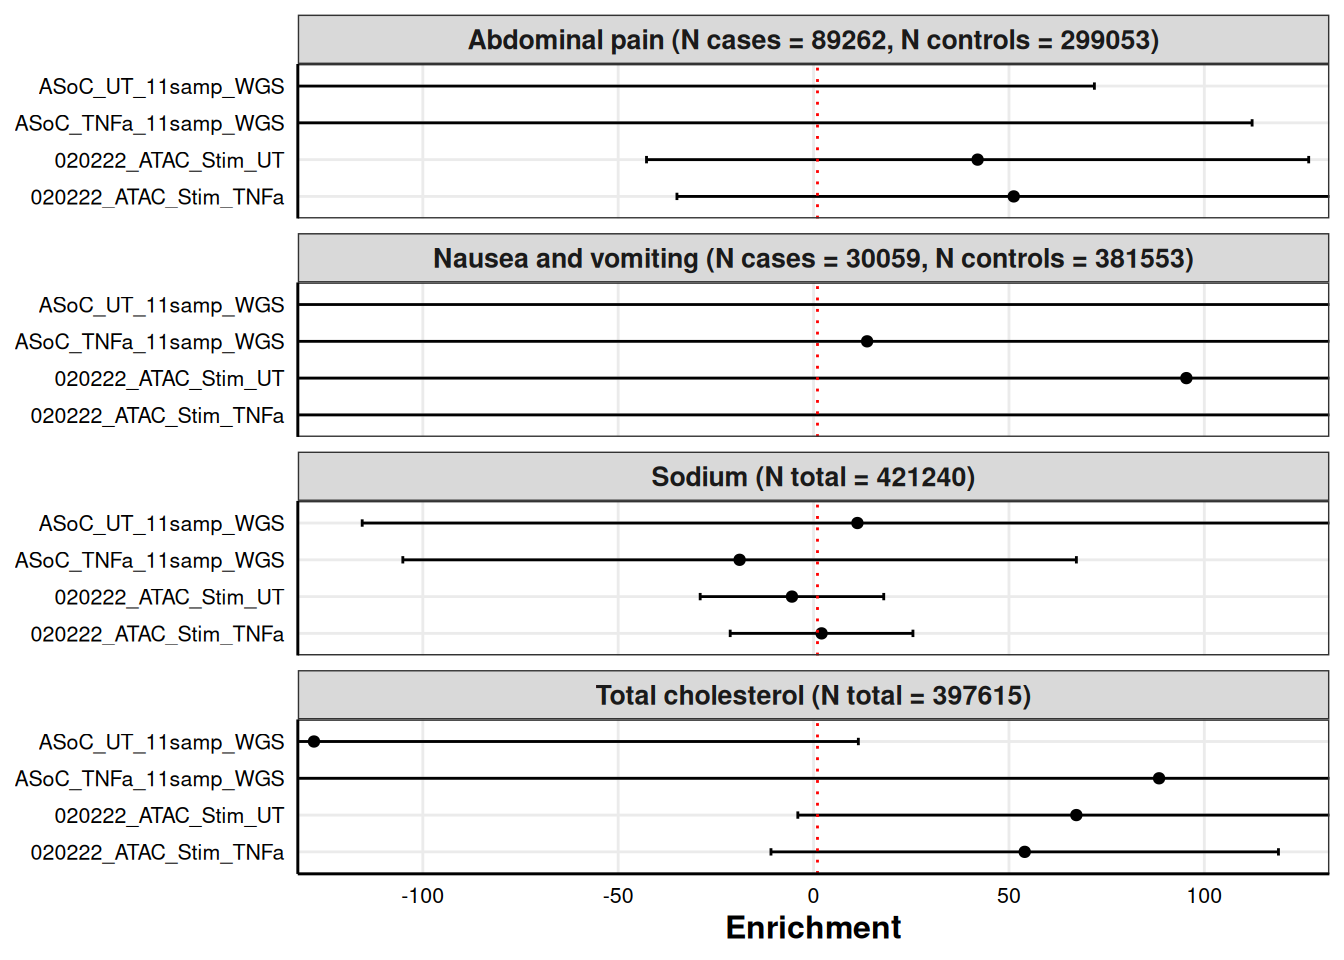 Abdominal pain (N cases = 89262, N controls = 299053)
ASoC_UT_11samp_WGS
ASoC_TNFa_11samp_WGS
020222_ATAC_Stim_UT
020222_ATAC_Stim_TNFa
Nausea and vomiting (N cases = 30059, N controls = 381553)
ASoC_UT_11samp_WGS
ASoC_TNFa_11samp_WGS
020222_ATAC_Stim_UT
020222_ATAC_Stim_TNFa
Sodium (N total = 421240)
ASoC_UT_11samp_WGS
ASoC_TNFa_11samp_WGS
020222_ATAC_Stim_UT
020222_ATAC_Stim_TNFa
Total cholesterol (N total = 397615)
ASoC_UT_11samp_WGS
ASoC_TNFa_11samp_WGS
020222_ATAC_Stim_UT
020222_ATAC_Stim_TNFa
-100 -50 0 50 100
Enrichment